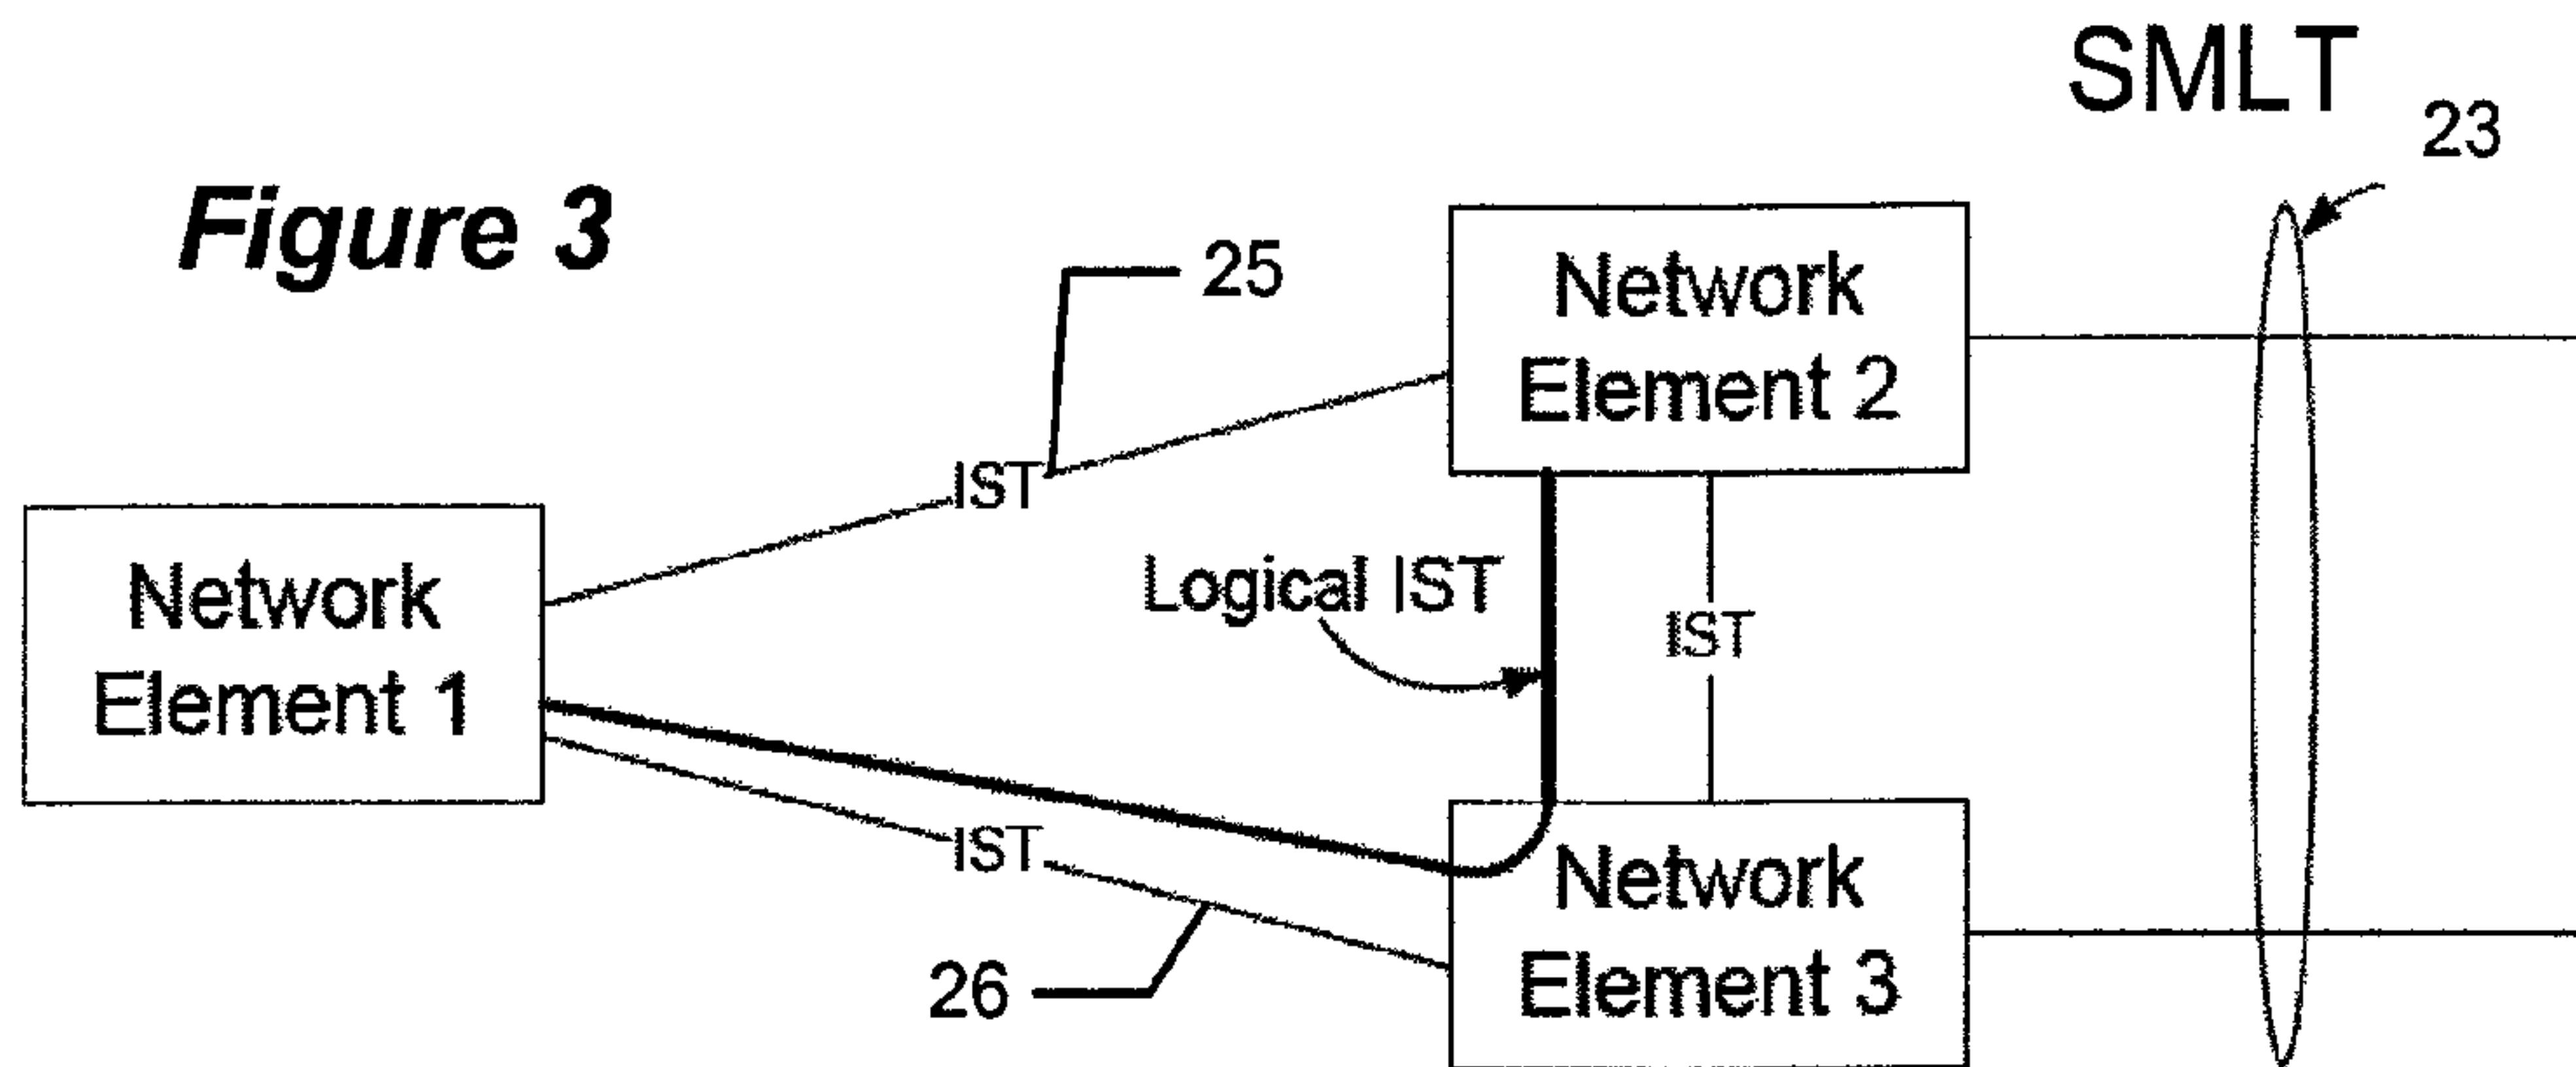 SMLT
23
Figure 3
25
Network
Element 2
IST
Logical IST
IST
Network
Element 1
IST
Network
Element 3
26